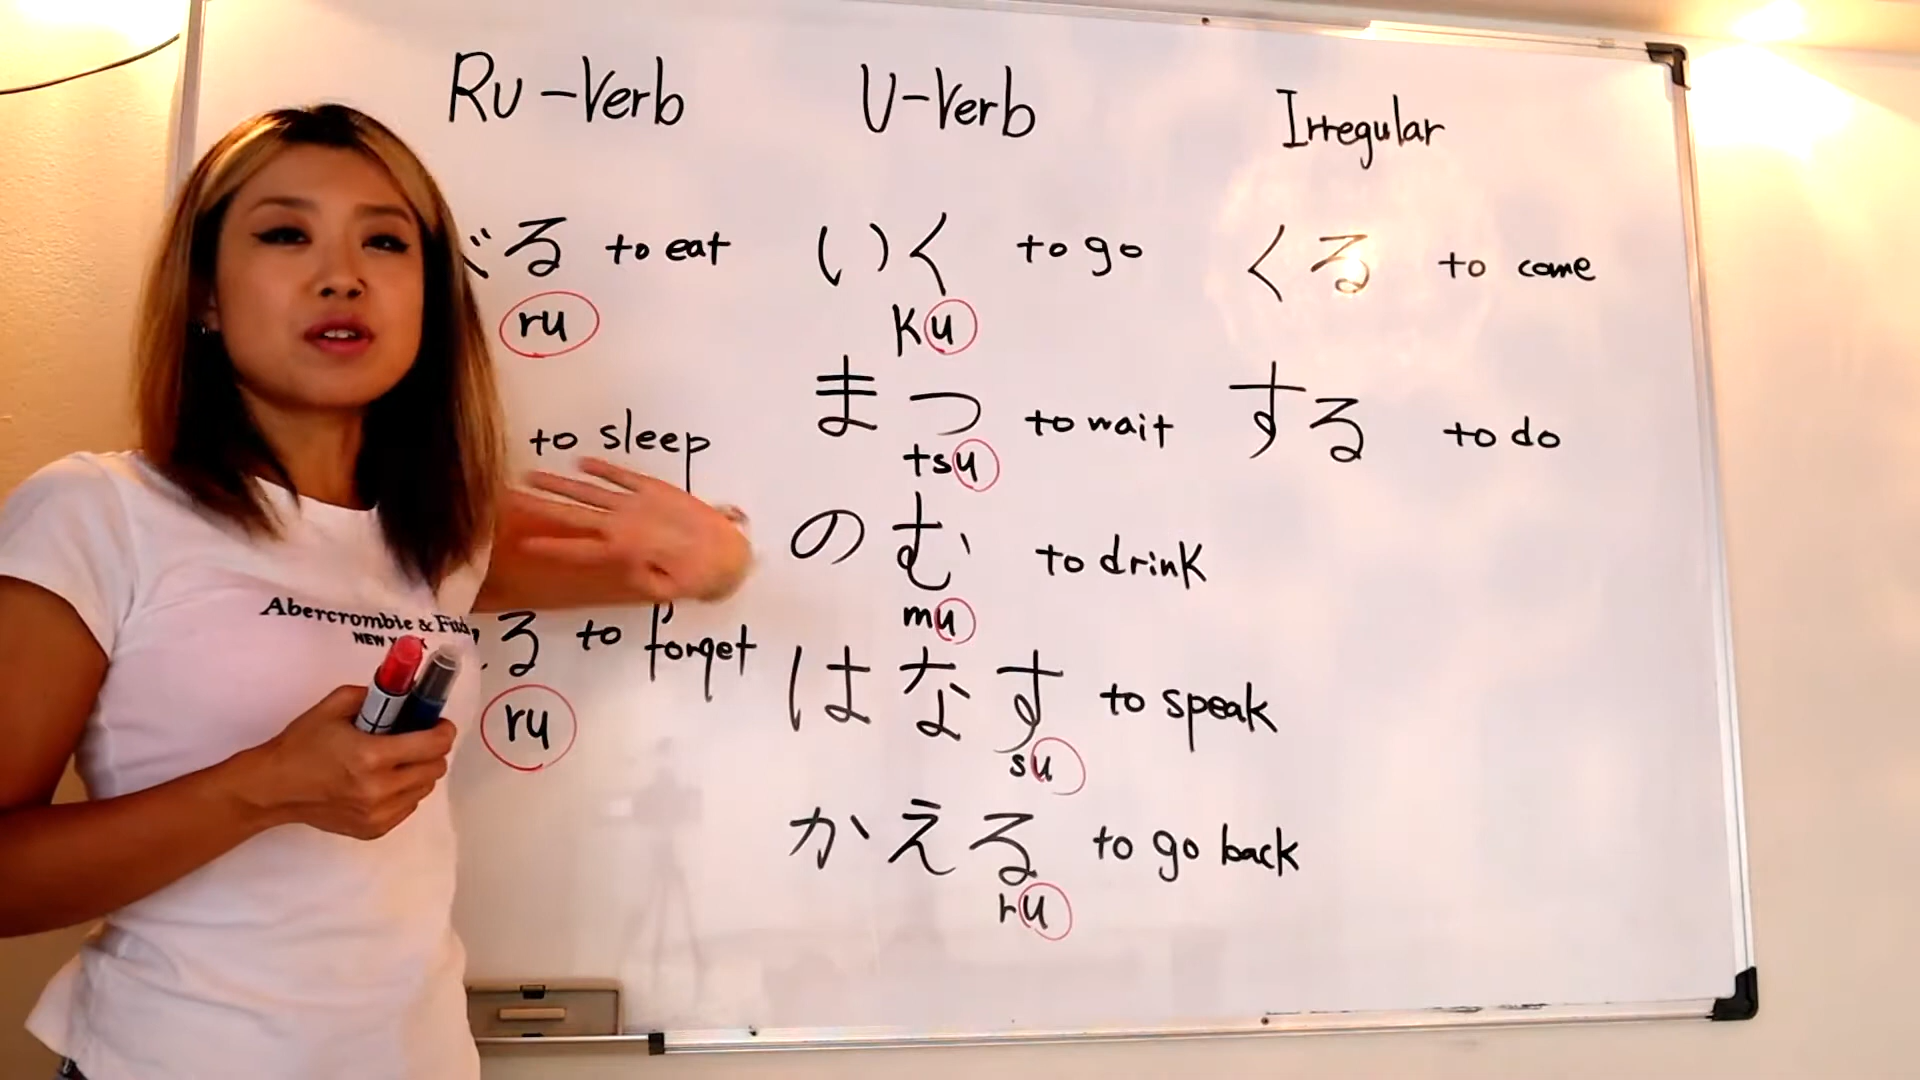 Ru-Verb
べる to eat
ru
to sleep
る to forget
ru
U-Verb
いく to go
ku
まつ to wait
tsu
のむ to drink
mu
はなす to speak
su
かえる to go back
ru
Irregular
くる to come
する to do
Abercrombie & Fitch
NEW